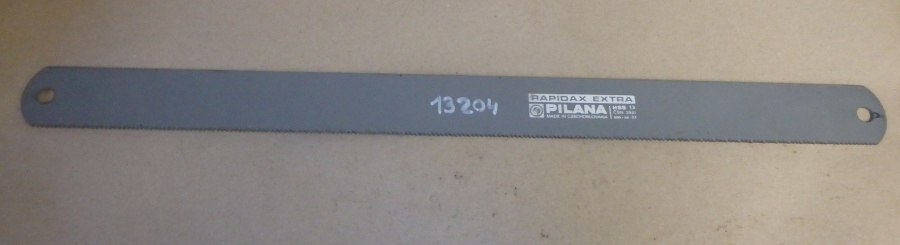 13204
RAPIDAX EXTRA
PILANA
MADE IN CZECHOSLOVAKIA
HSS